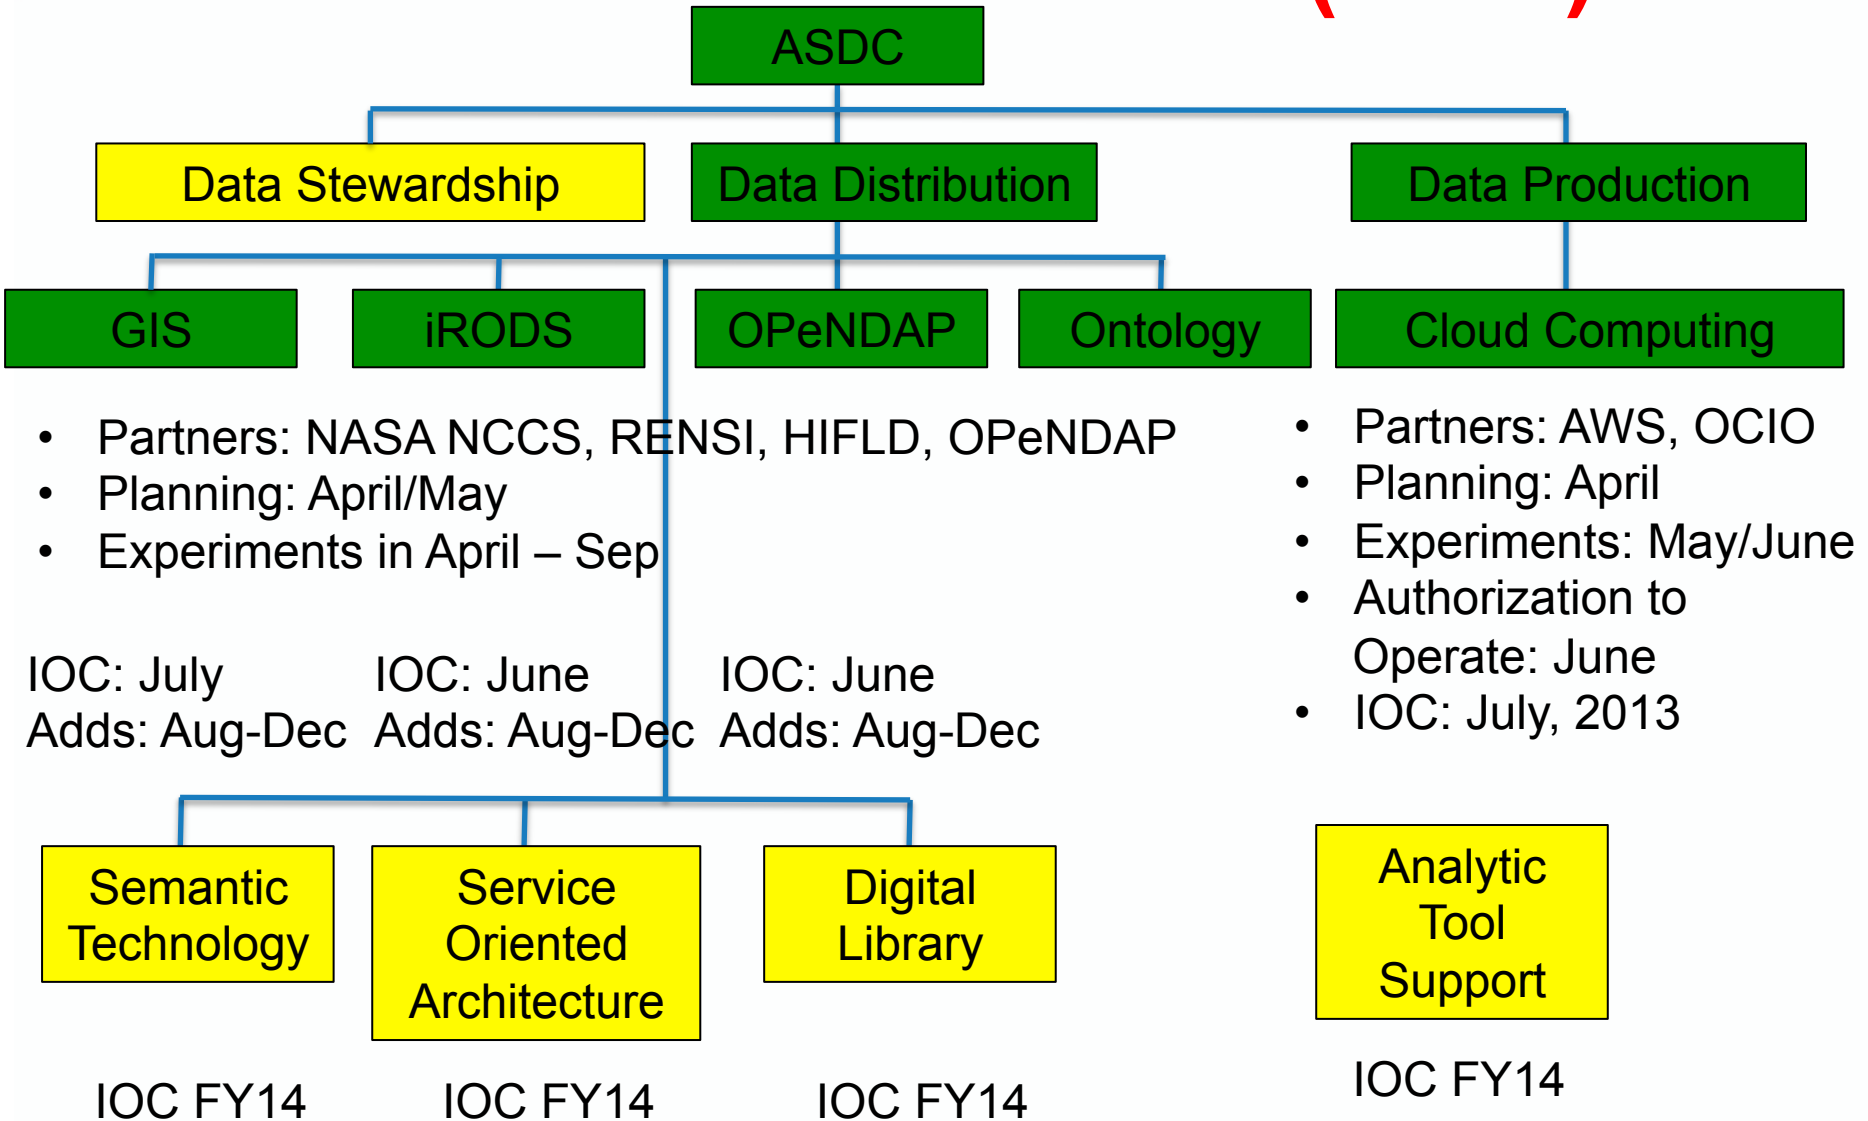 ASDC
Data Stewardship
Data Distribution
Data Production
GIS
iRODS
OPeNDAP
Ontology
Cloud Computing
• Partners: NASA NCCS, RENSI, HIFLD, OPeNDAP
• Planning: April/May
• Experiments in April – Sep
• Partners: AWS, OCIO
• Planning: April
• Experiments: May/June
• Authorization to
Operate: June
• IOC: July, 2013
IOC: July
Adds: Aug-Dec
IOC: June
Adds: Aug-Dec
IOC: June
Adds: Aug-Dec
Semantic
Technology
Service
Oriented
Architecture
Digital
Library
Analytic
Tool
Support
IOC FY14
IOC FY14
IOC FY14
IOC FY14